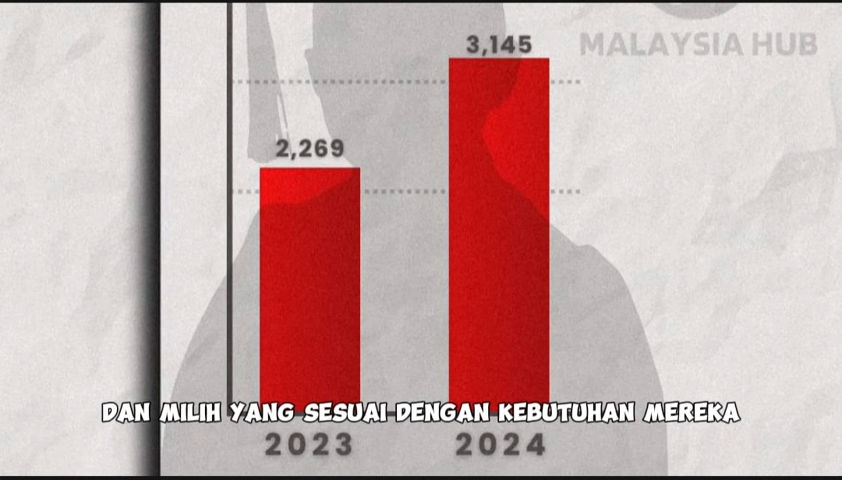 3,145
MALAYSIA HUB
2,269
DAN MILIH YANG SESUAI DENGAN KEBUTUHAN MEREKA
2023 2024